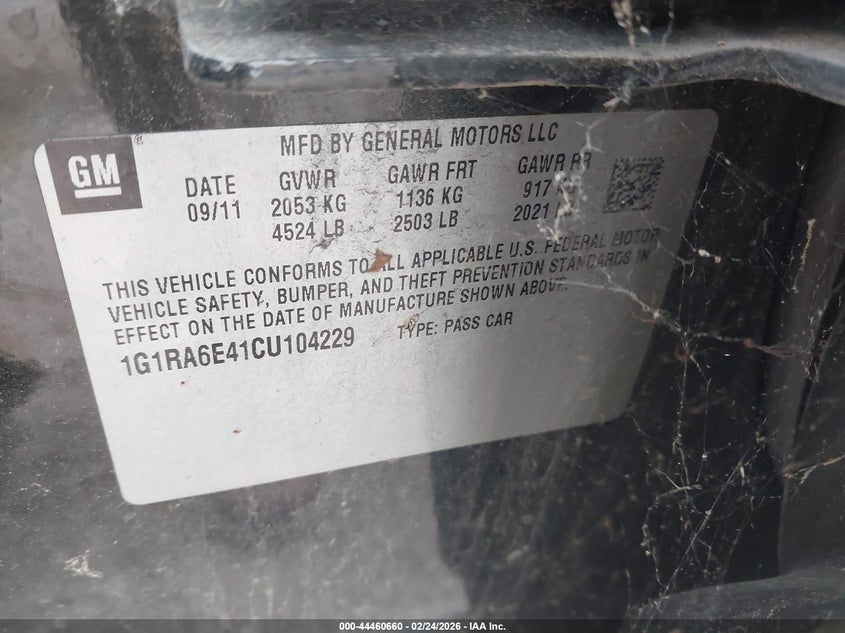 GM
MFD BY GENERAL MOTORS LLC
DATE GVWR GAWR FRT GAWR RR
09/11 2053 KG 1136 KG 917
4524 LB 2503 LB 2021
THIS VEHICLE CONFORMS TO ALL APPLICABLE U.S. FEDERAL MOTOR
VEHICLE SAFETY, BUMPER, AND THEFT PREVENTION STANDARDS IN
EFFECT ON THE DATE OF MANUFACTURE SHOWN ABOVE.
1G1RA6E41CU104229 TYPE: PASS CAR
000-44460660 - 02/24/2026 - IAA Inc.